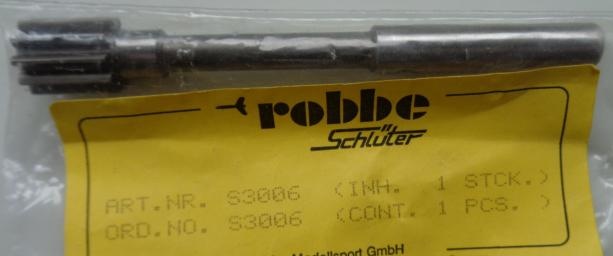 robbe
Schlüter
ART.NR. S3006 (INH. 1 STCK.)
ORD.NO. S3006 (CONT. 1 PCS. )
Modellsport GmbH